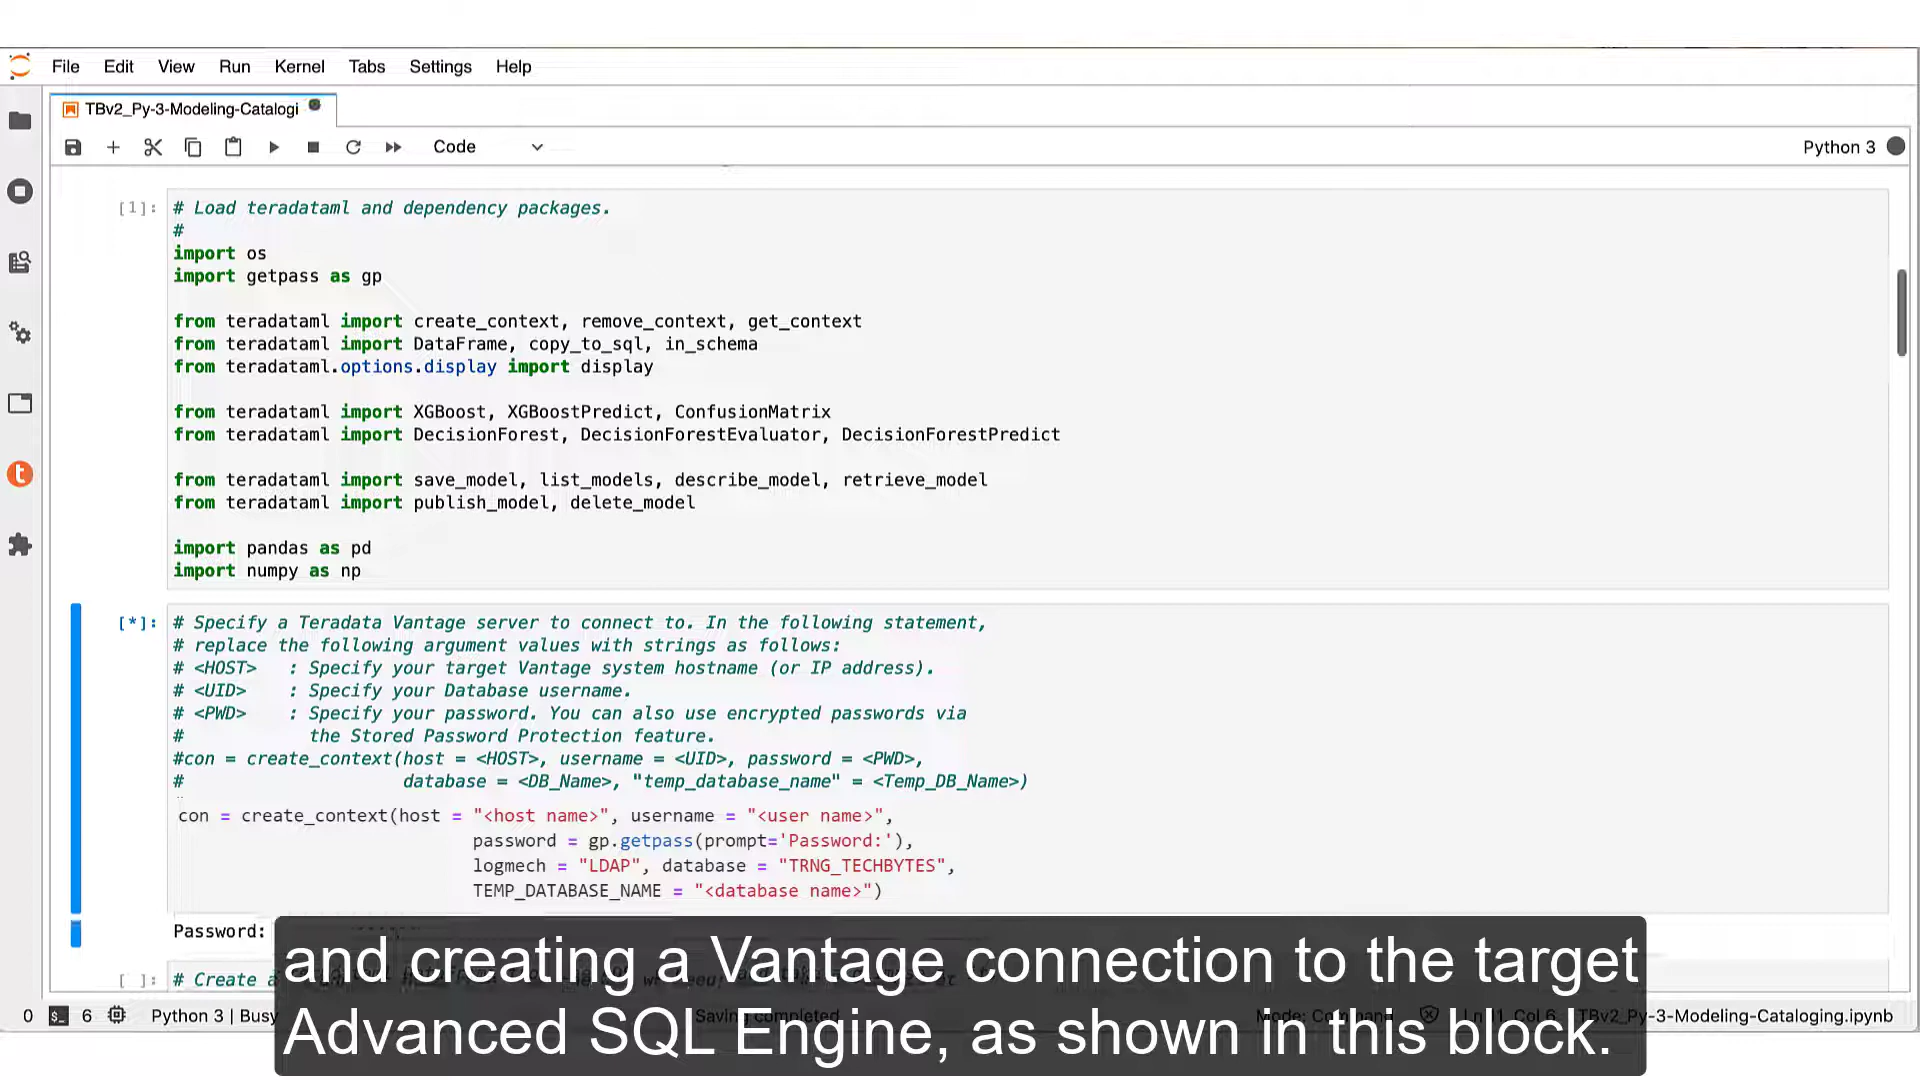 File Edit View Run Kernel Tabs Settings Help
TBv2_Py-3-Modeling-Catalogi
Code
Python 3
[1]: # Load teradataml and dependency packages.
#
import os
import getpass as gp
from teradataml import create_context, remove_context, get_context
from teradataml import DataFrame, copy_to_sql, in_schema
from teradataml.options.display import display
from teradataml import XGBoost, XGBoostPredict, ConfusionMatrix
from teradataml import DecisionForest, DecisionForestEvaluator, DecisionForestPredict
from teradataml import save_model, list_models, describe_model, retrieve_model
from teradataml import publish_model, delete_model
import pandas as pd
import numpy as np
[*]: # Specify a Teradata Vantage server to connect to. In the following statement,
# replace the following argument values with strings as follows:
# <HOST> : Specify your target Vantage system hostname (or IP address).
# <UID> : Specify your Database username.
# <PWD> : Specify your password. You can also use encrypted passwords via
# the Stored Password Protection feature.
#con = create_context(host = <HOST>, username = <UID>, password = <PWD>,
# database = <DB_Name>, "temp_database_name" = <Temp_DB_Name>)
con = create_context(host = "<host name>", username = "<user name>",
password = gp.getpass(prompt='Password:'),
logmech = "LDAP", database = "TRNG_TECHBYTES",
TEMP_DATABASE_NAME = "<database name>")
Password:
[ ]: # Create
and creating a Vantage connection to the target
Advanced SQL Engine, as shown in this block.
0 6 Python 3 | Busy Saving completed Mode: Command TBv2_Py-3-Modeling-Cataloging.ipynb